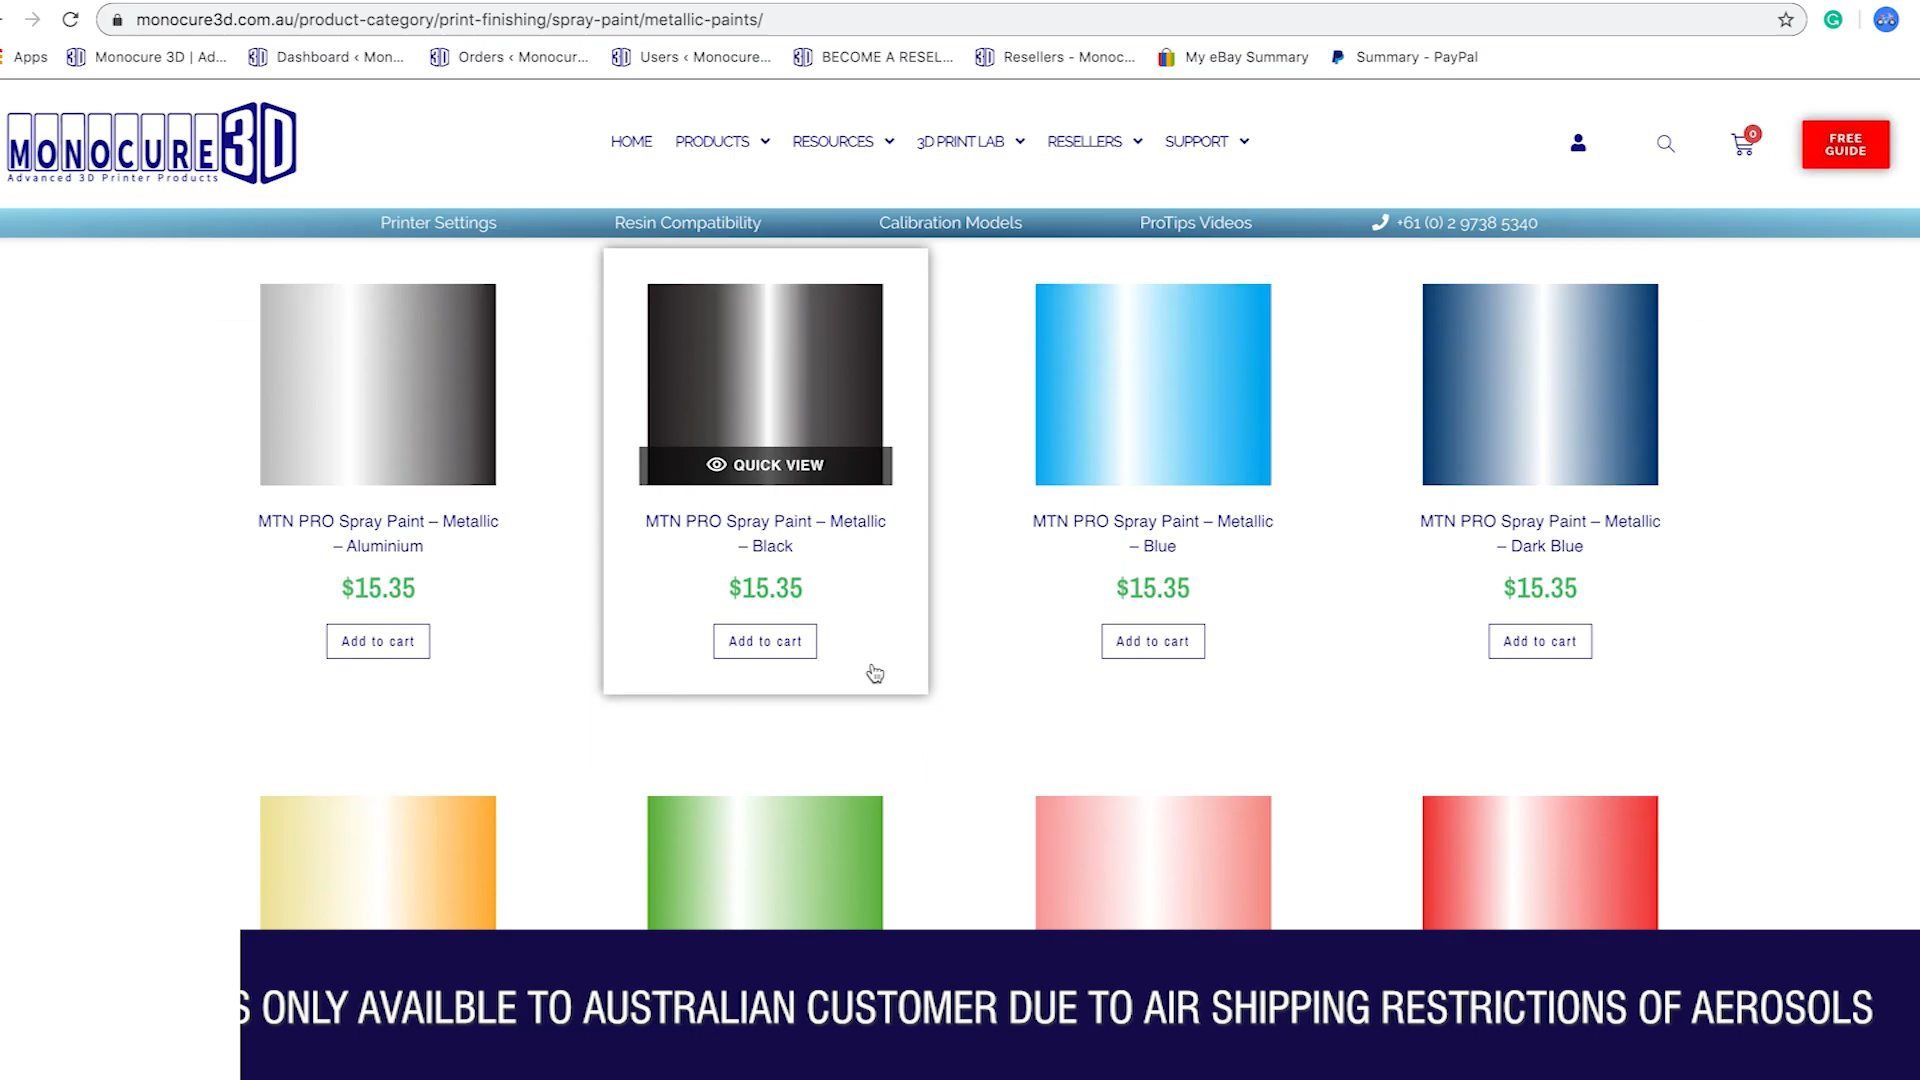 monocure3d.com.au/product-category/print-finishing/spray-paint/metallic-paints/
Apps
Monocure 3D | Ad...
Dashboard ‹ Mon...
Orders ‹ Monocur...
Users ‹ Monocure...
BECOME A RESEL...
Resellers - Monoc...
My eBay Summary
Summary - PayPal
MONOCURE 3D
Advanced 3D Printer Products
HOME
PRODUCTS
RESOURCES
3D PRINT LAB
RESELLERS
SUPPORT
0
FREE
GUIDE
Printer Settings
Resin Compatibility
Calibration Models
ProTips Videos
+61 (0) 2 9738 5340
QUICK VIEW
MTN PRO Spray Paint – Metallic
– Aluminium
$15.35
Add to cart
MTN PRO Spray Paint – Metallic
– Black
$15.35
Add to cart
MTN PRO Spray Paint – Metallic
– Blue
$15.35
Add to cart
MTN PRO Spray Paint – Metallic
– Dark Blue
$15.35
Add to cart
S ONLY AVAILBLE TO AUSTRALIAN CUSTOMER DUE TO AIR SHIPPING RESTRICTIONS OF AEROSOLS